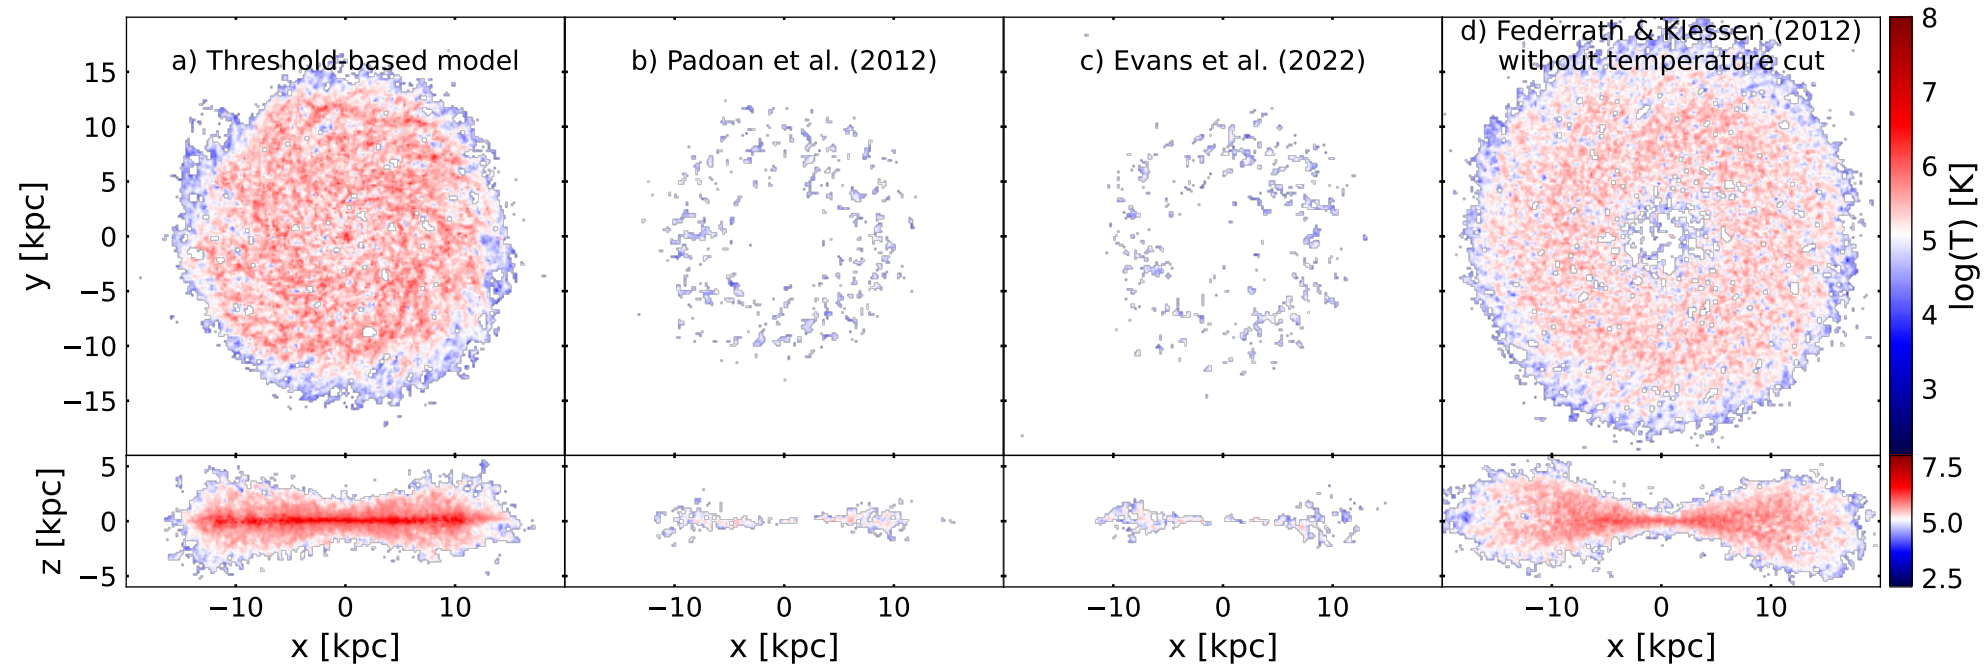 a) Threshold-based model
b) Padoan et al. (2012)
c) Evans et al. (2022)
d) Federrath & Klessen (2012)
without temperature cut
15
10
5
0
−5
−10
−15
y [kpc]
8
7
6
5
4
3
log(T) [K]
5
0
−5
z [kpc]
7.5
5.0
2.5
−10 0 10
−10 0 10
−10 0 10
−10 0 10
x [kpc]
x [kpc]
x [kpc]
x [kpc]